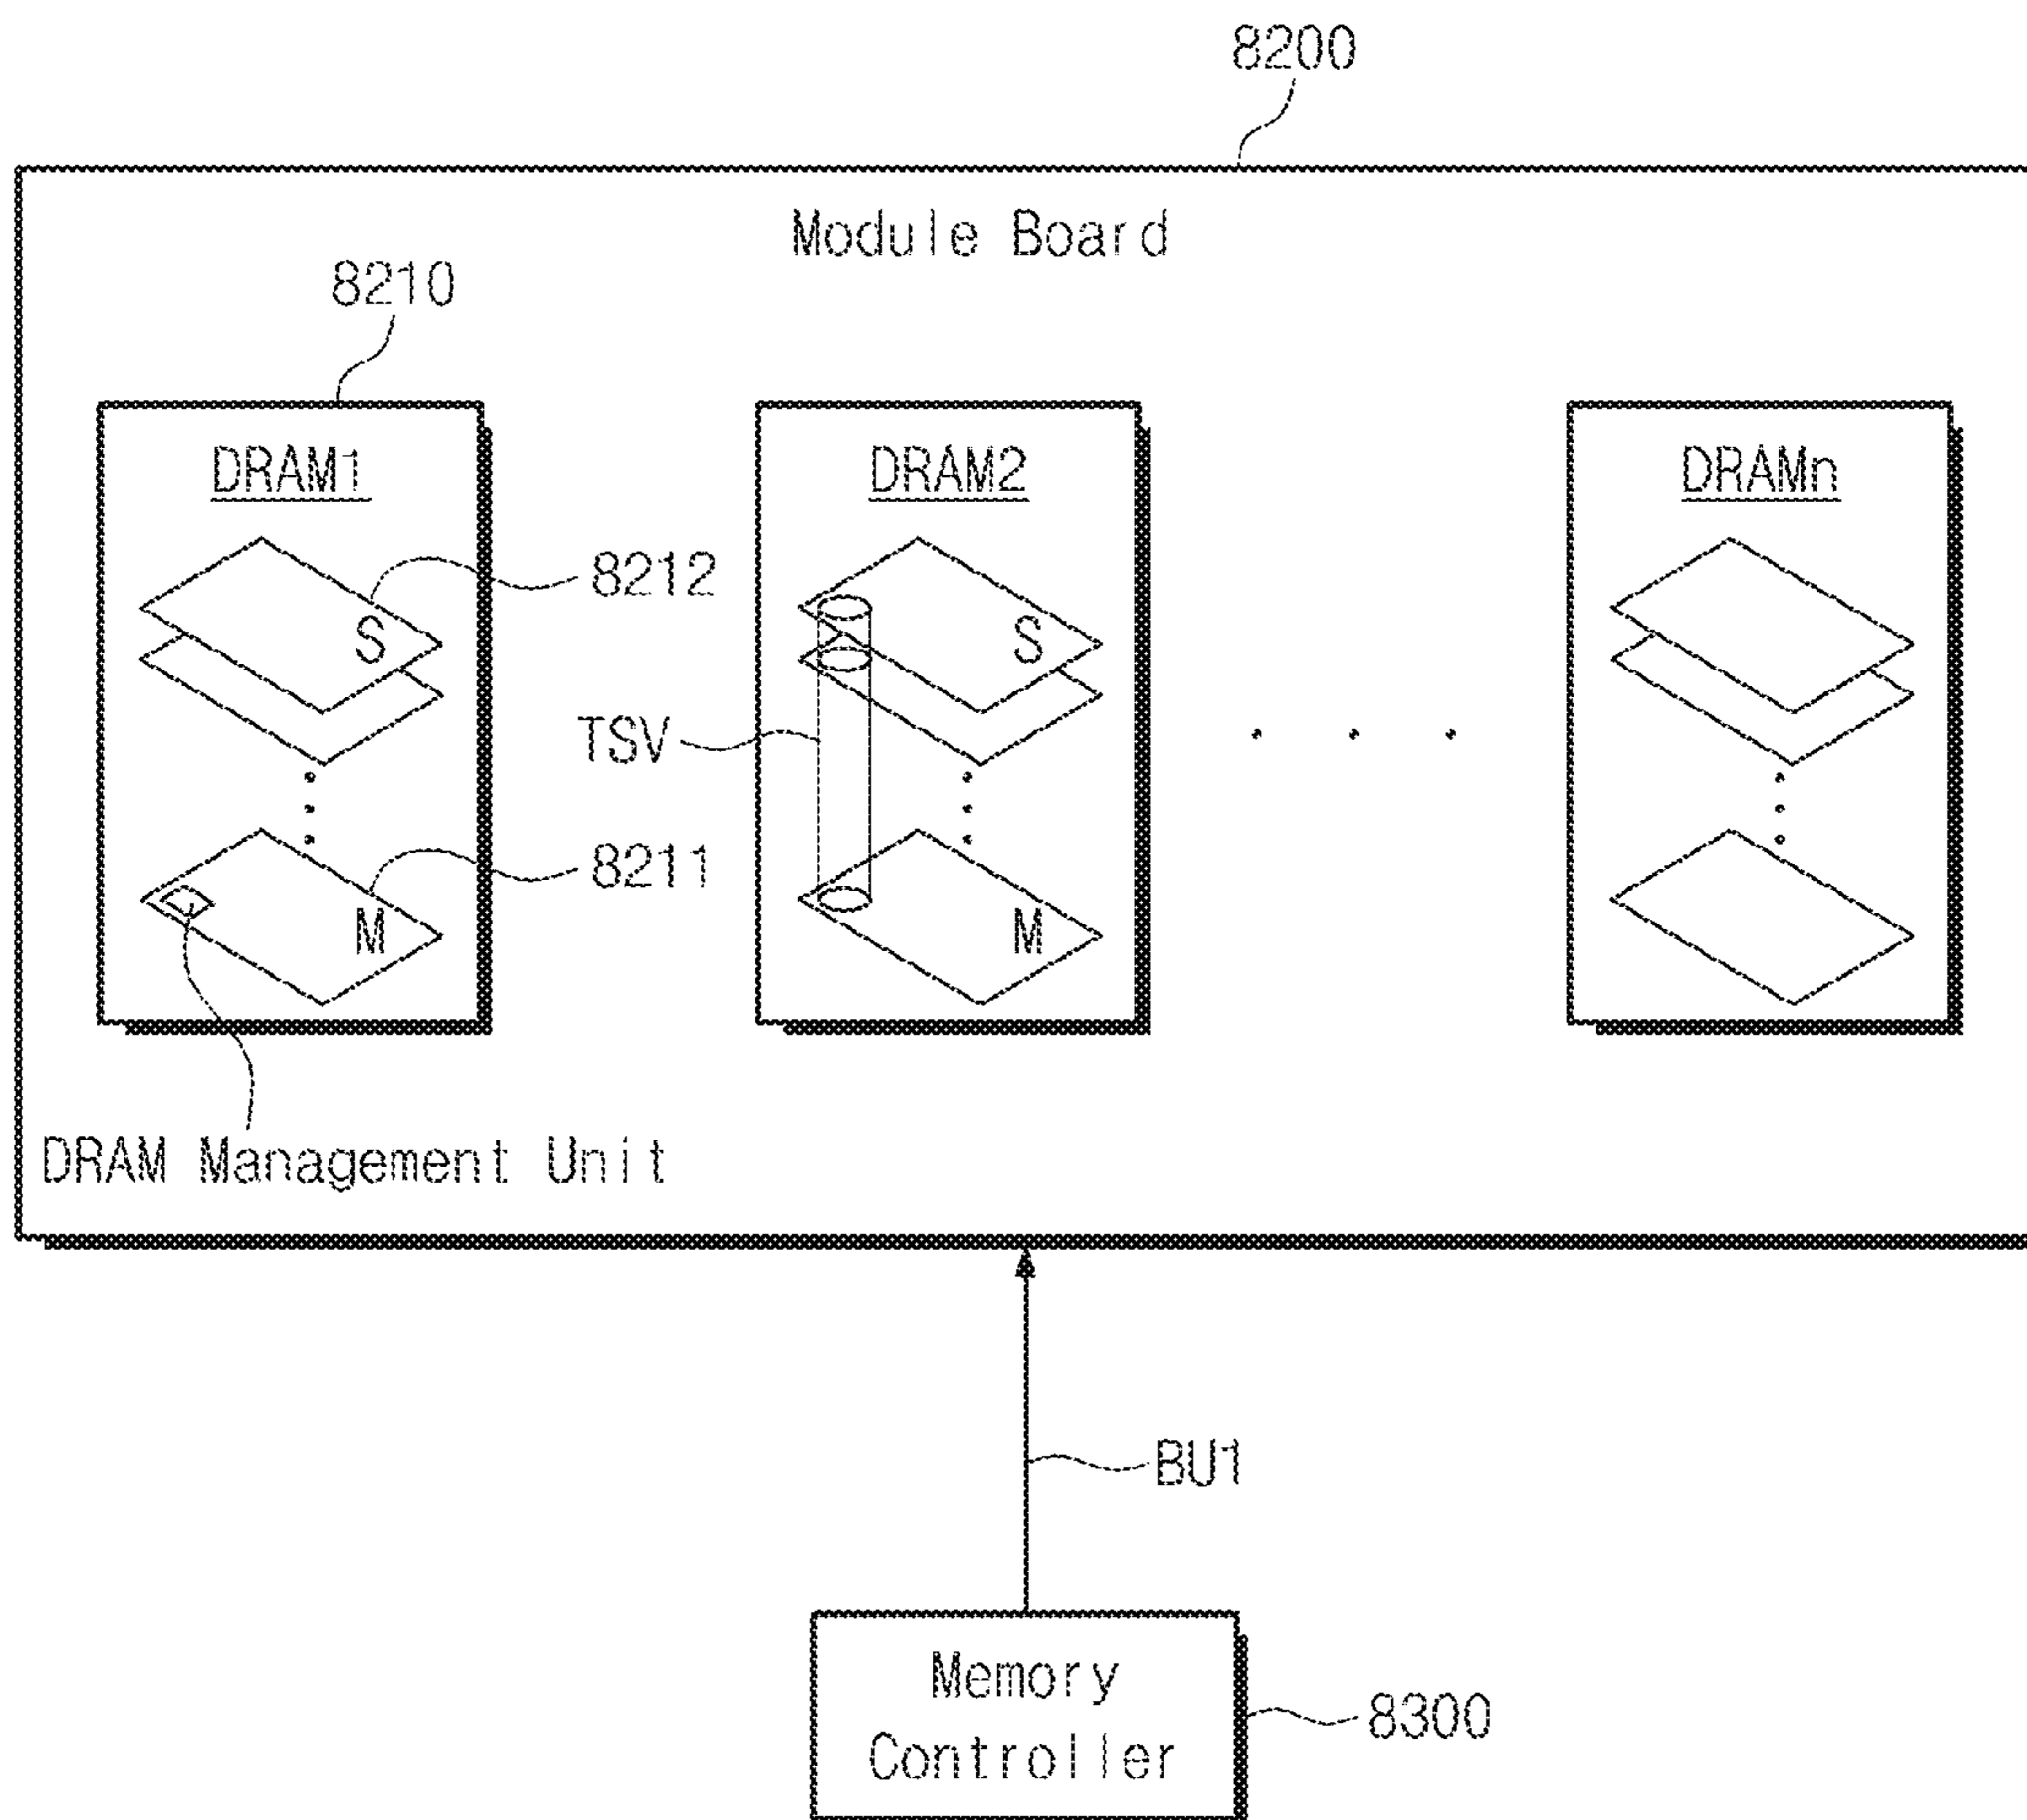 8200
Module Board
8210
DRAM1
DRAM2
DRAMn
8212
S
S
TSV
8211
M
M
DRAM Management Unit
BU1
Memory
Controller
8300